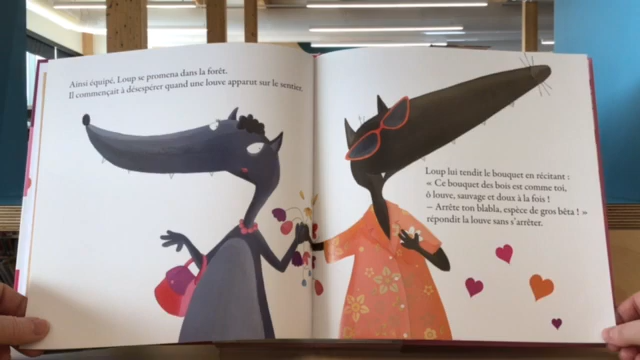 Ainsi équipé, Loup se promena dans la forêt.
Il commençait à désespérer quand une louve apparut sur le sentier.
Loup lui tendit le bouquet en récitant :
« Ce bouquet des bois est comme toi,
ô louve, sauvage et doux à la fois !
— Arrête ton blabla, espèce de gros bêta ! »
répondit la louve sans s'arrêter.